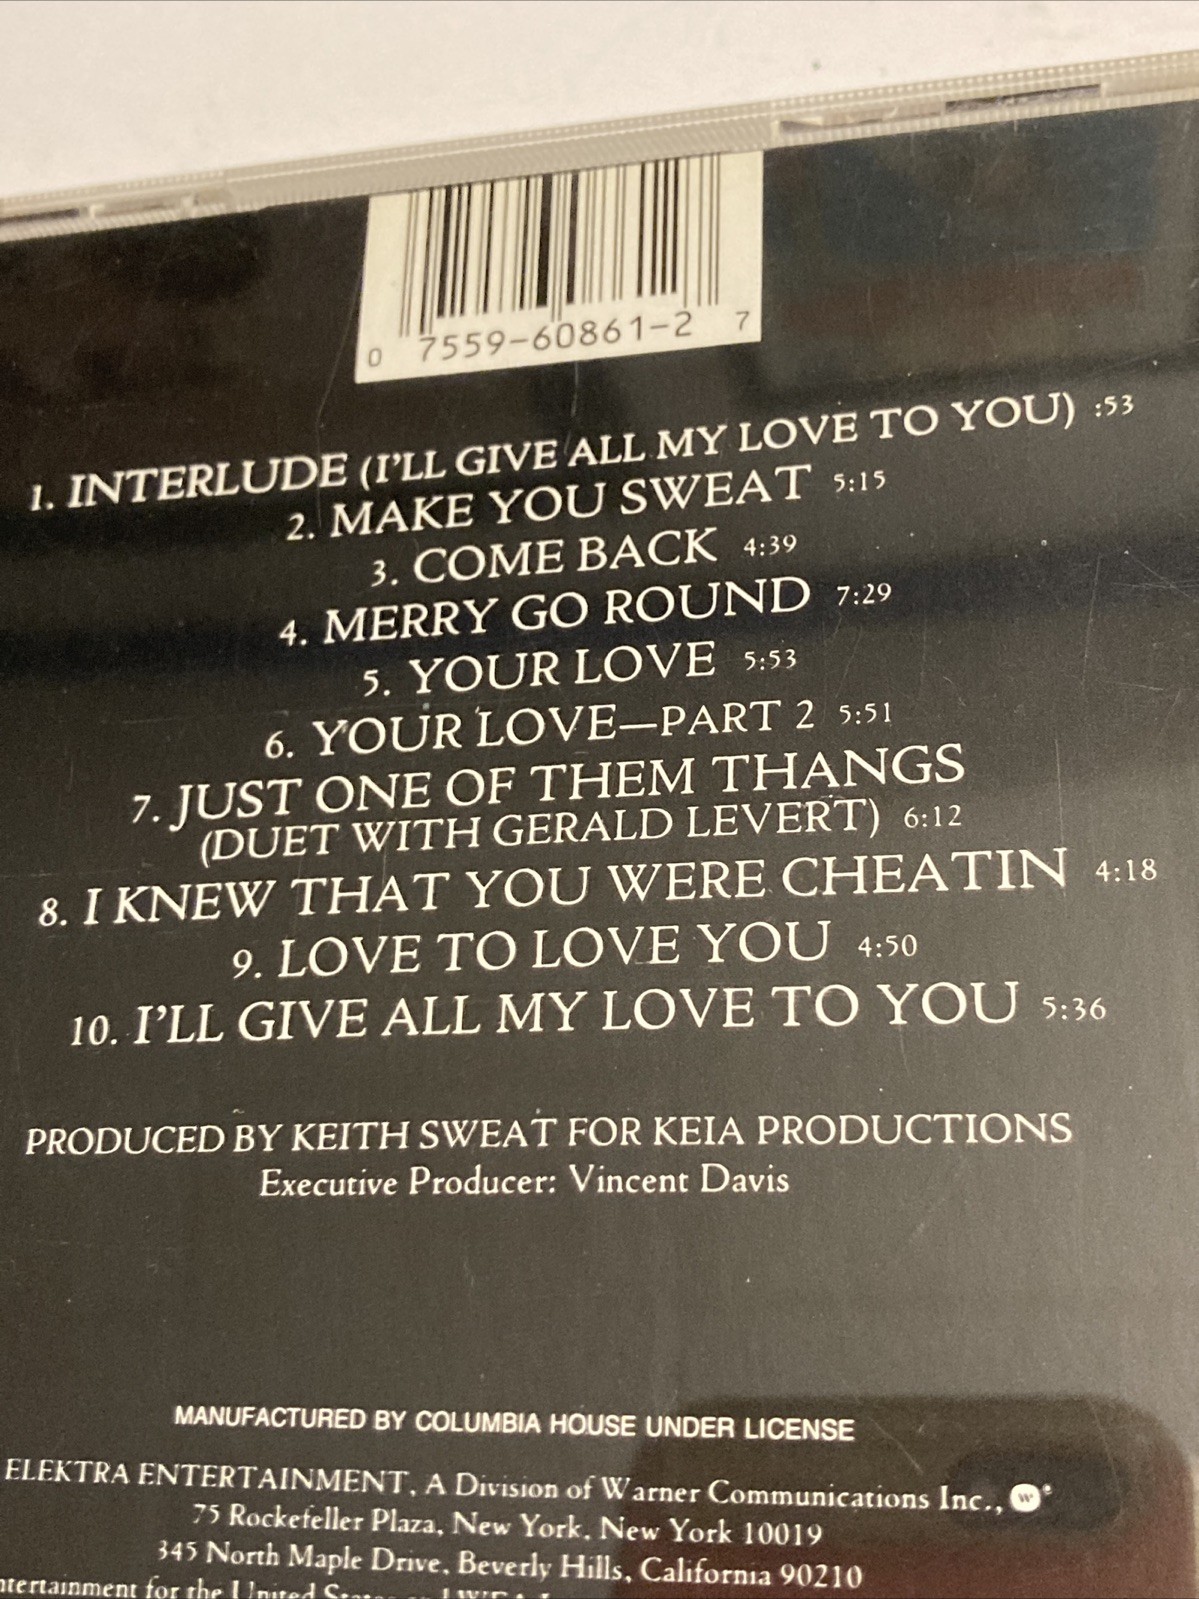 0 7559-60861-2 7
1. INTERLUDE (I'LL GIVE ALL MY LOVE TO YOU) :53
2. MAKE YOU SWEAT 5:15
3. COME BACK 4:39
4. MERRY GO ROUND 7:29
5. YOUR LOVE 5:53
6. YOUR LOVE—PART 2 5:51
7. JUST ONE OF THEM THANGS
(DUET WITH GERALD LEVERT) 6:12
8. I KNEW THAT YOU WERE CHEATIN 4:18
9. LOVE TO LOVE YOU 4:50
10. I'LL GIVE ALL MY LOVE TO YOU 5:36
PRODUCED BY KEITH SWEAT FOR KEIA PRODUCTIONS
Executive Producer: Vincent Davis
MANUFACTURED BY COLUMBIA HOUSE UNDER LICENSE
ELEKTRA ENTERTAINMENT, A Division of Warner Communications Inc., W
75 Rockefeller Plaza, New York, New York 10019
345 North Maple Drive, Beverly Hills, California 90210
for the United